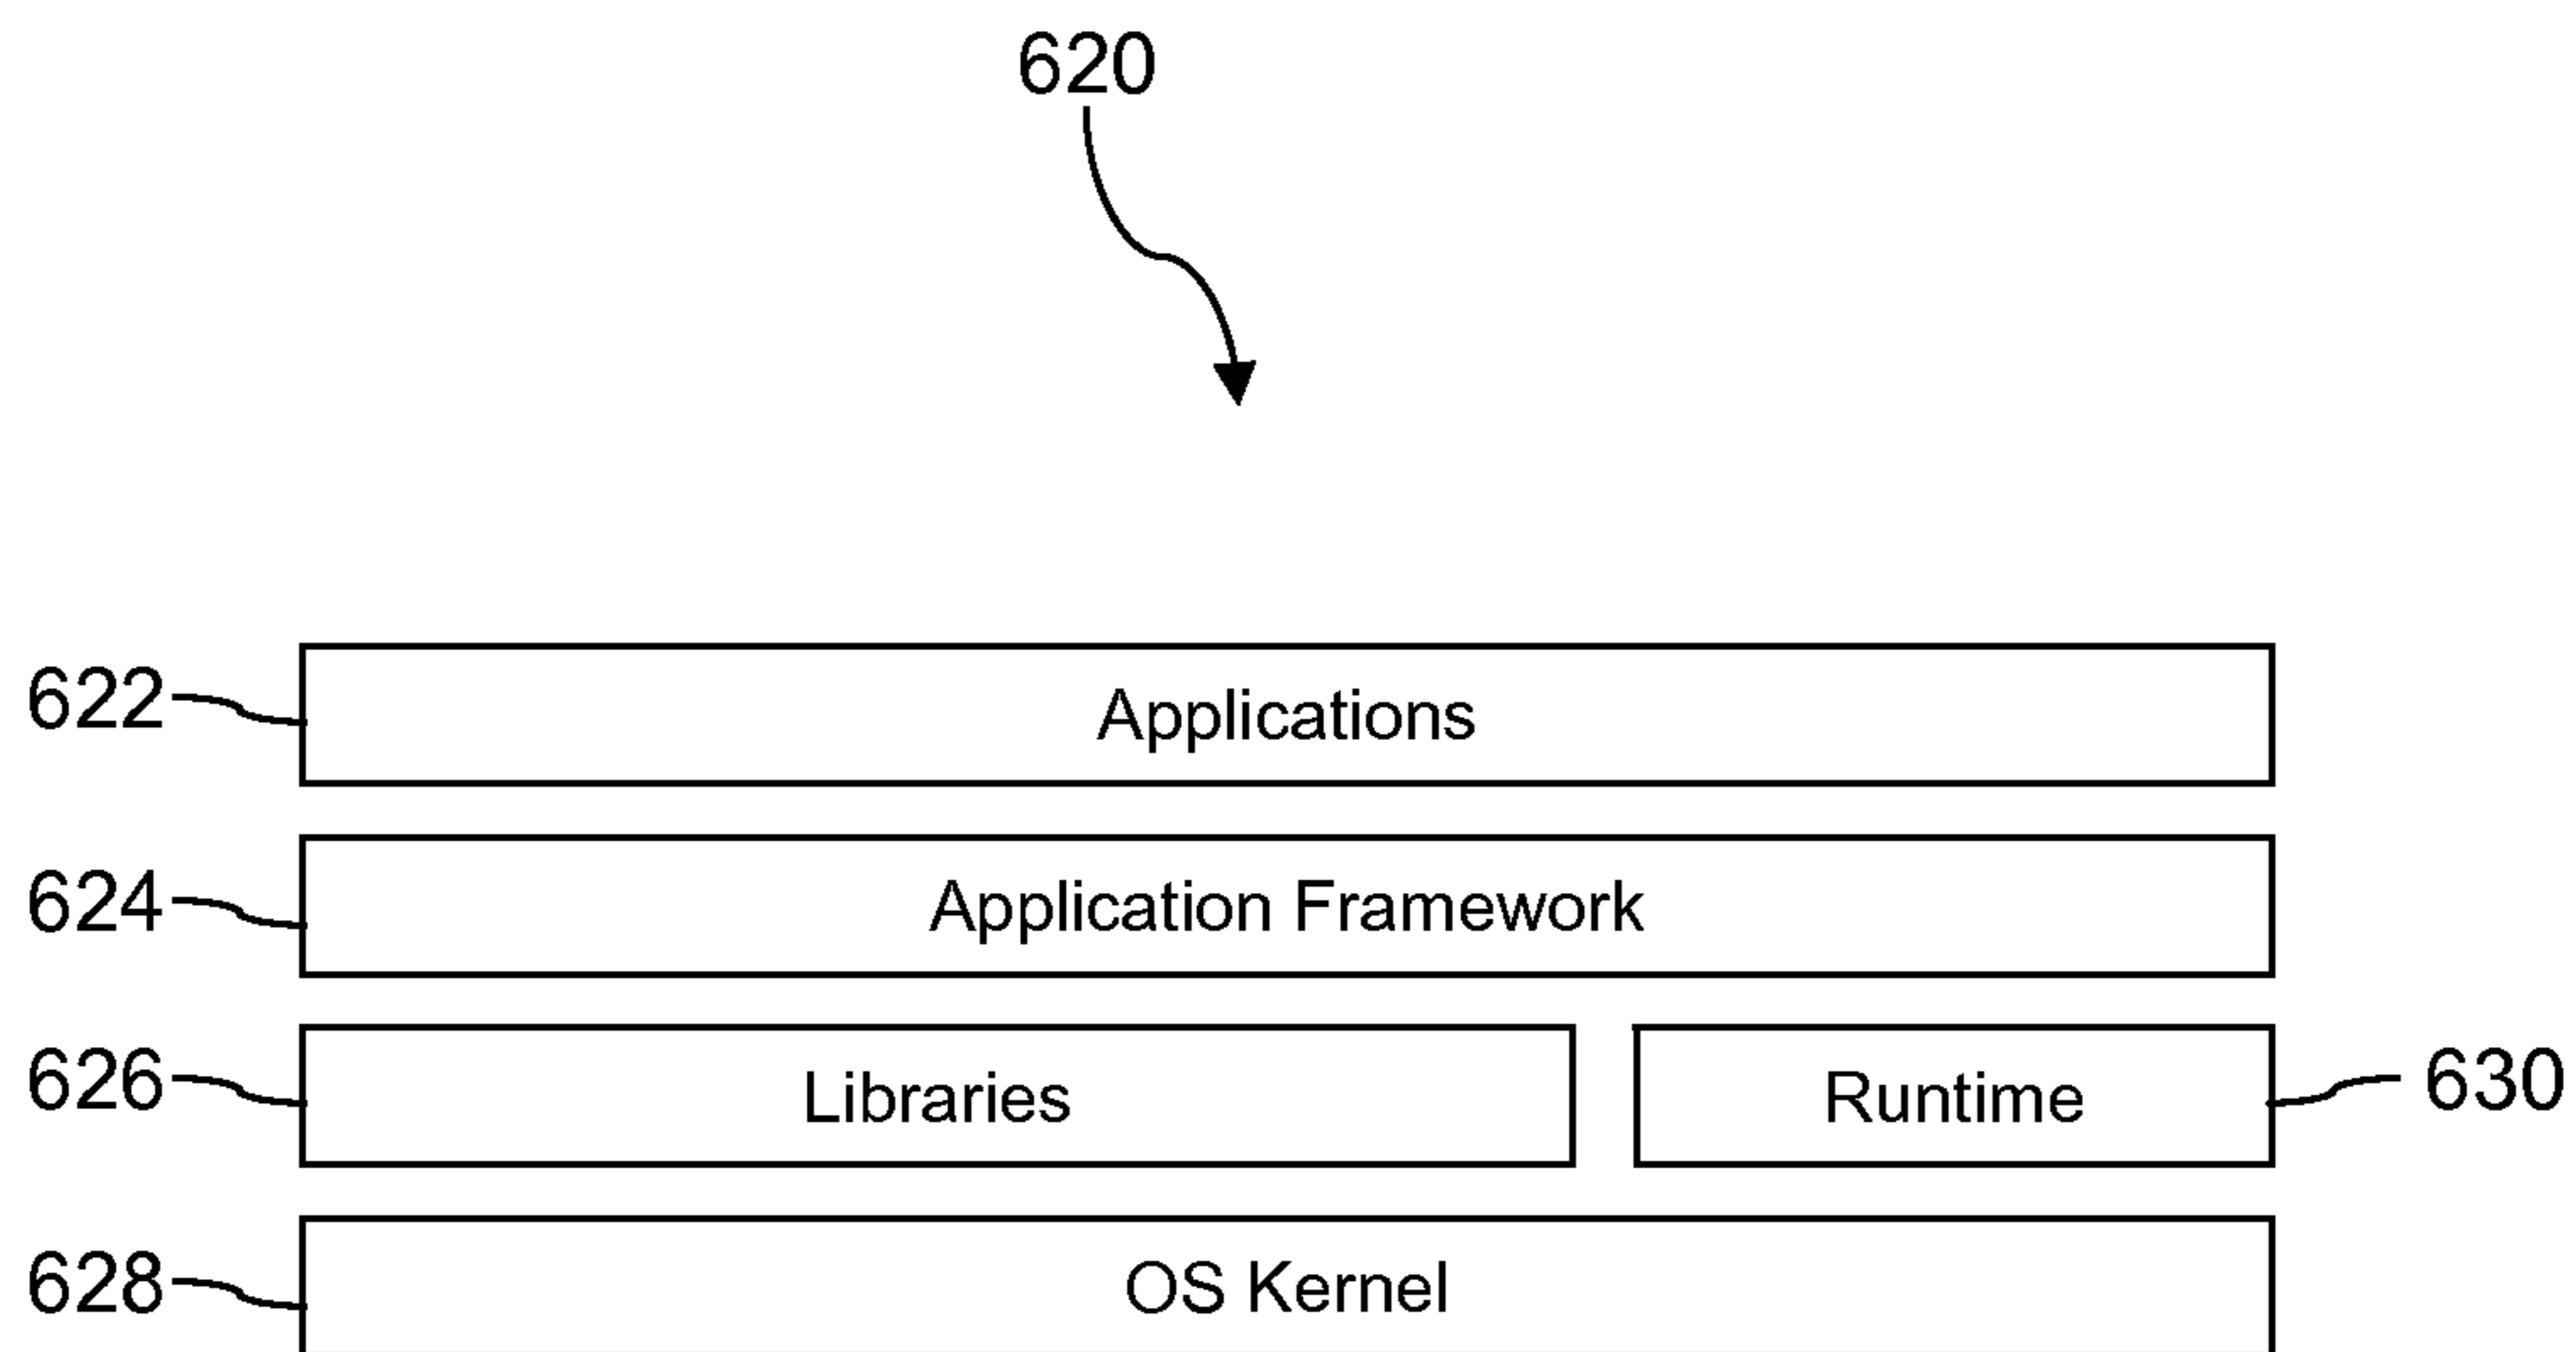 620
622 Applications
624 Application Framework
626 Libraries Runtime 630
628 OS Kernel